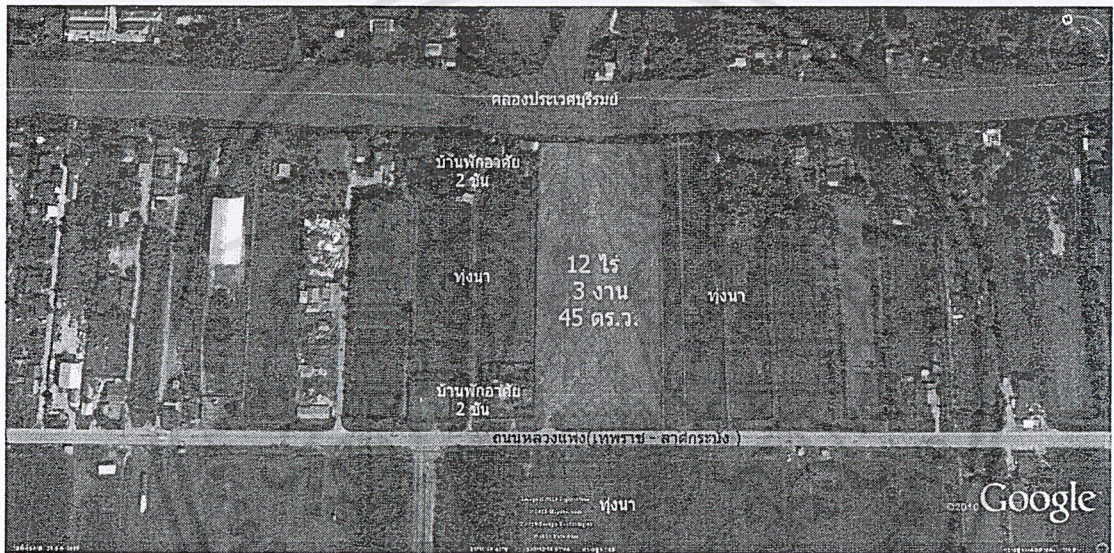 คลองประเวศบุรีรมย์
บ้านพักอาศัย
2 ชั้น
12 ไร่
3 งาน
45 ตร.ว.
ทุ่งนา
ทุ่งนา
บ้านพักอาศัย
2 ชั้น
ถนนหลวงแพ่ง(เทพราช - ลาดกระบัง )
ทุ่งนา
©2010 Google